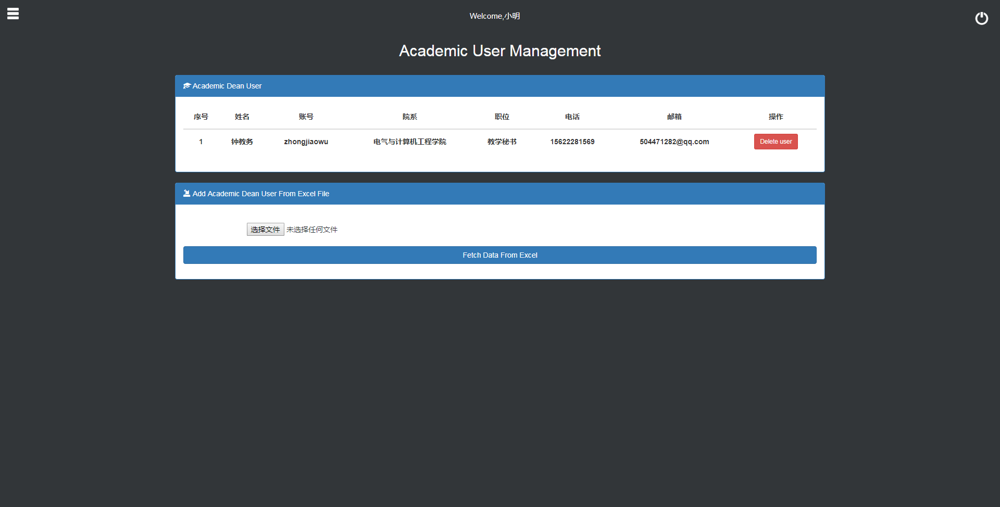 Welcome,小明
Academic User Management
Academic Dean User
序号 姓名 账号 院系 职位 电话 邮箱 操作
1 钟教务 zhongjiaowu 电气与计算机工程学院 教学秘书 15622281569 504471282@qq.com Delete user
Add Academic Dean User From Excel File
选择文件 未选择任何文件
Fetch Data From Excel